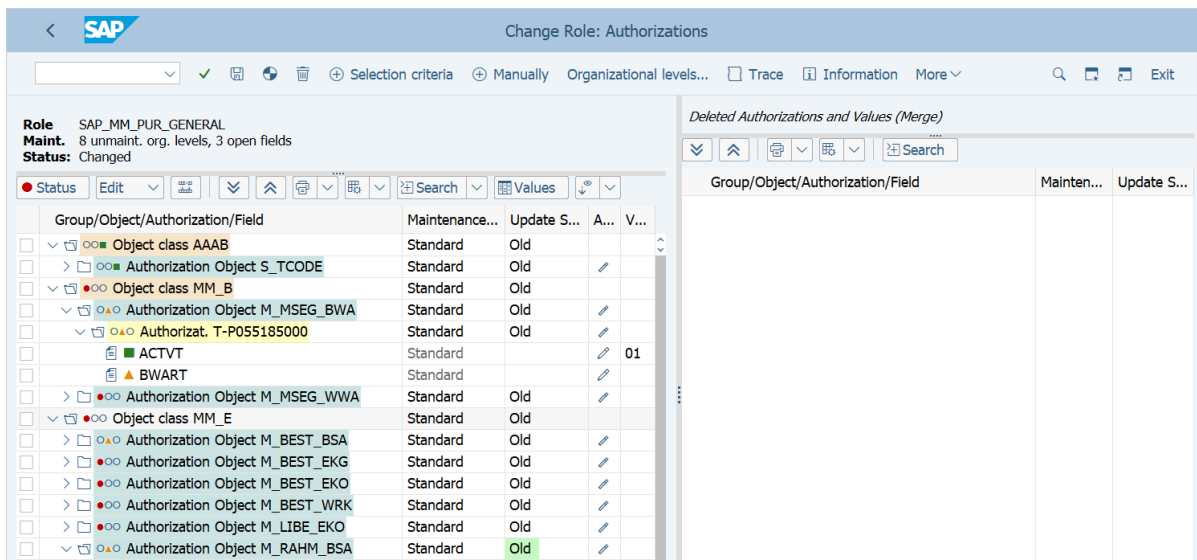 SAP Change Role: Authorizations
Selection criteria Manually Organizational levels... Trace Information More Exit
Role SAP_MM_PUR_GENERAL
Maint. 8 unmaint. org. levels, 3 open fields
Status: Changed
Deleted Authorizations and Values (Merge)
Search
Status Edit Search Values
Group/Object/Authorization/Field Mainten... Update S...
Group/Object/Authorization/Field Maintenance... Update S... A... V...
Object class AAAB Standard Old
Authorization Object S_TCODE Standard Old
Object class MM_B Standard Old
Authorization Object M_MSEG_BWA Standard Old
Authorizat. T-P055185000 Standard Old
ACTVT Standard 01
BWART Standard
Authorization Object M_MSEG_WWA Standard Old
Object class MM_E Standard Old
Authorization Object M_BEST_BSA Standard Old
Authorization Object M_BEST_EKG Standard Old
Authorization Object M_BEST_EKO Standard Old
Authorization Object M_BEST_WRK Standard Old
Authorization Object M_LIBE_EKO Standard Old
Authorization Object M_RAHM_BSA Standard Old